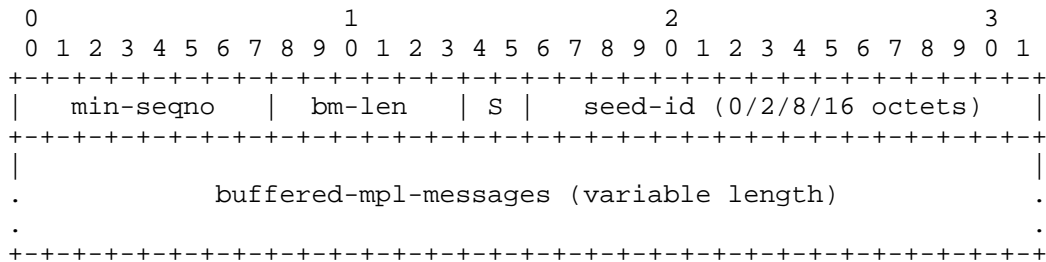 0                   1                   2                   3
 0 1 2 3 4 5 6 7 8 9 0 1 2 3 4 5 6 7 8 9 0 1 2 3 4 5 6 7 8 9 0 1
+-+-+-+-+-+-+-+-+-+-+-+-+-+-+-+-+-+-+-+-+-+-+-+-+-+-+-+-+-+-+-+-+
|   min-seqno   |  bm-len   | S |   seed-id (0/2/8/16 octets)   |
+-+-+-+-+-+-+-+-+-+-+-+-+-+-+-+-+-+-+-+-+-+-+-+-+-+-+-+-+-+-+-+-+
|                                                               |
.            buffered-mpl-messages (variable length)            .
.                                                               .
+-+-+-+-+-+-+-+-+-+-+-+-+-+-+-+-+-+-+-+-+-+-+-+-+-+-+-+-+-+-+-+-+